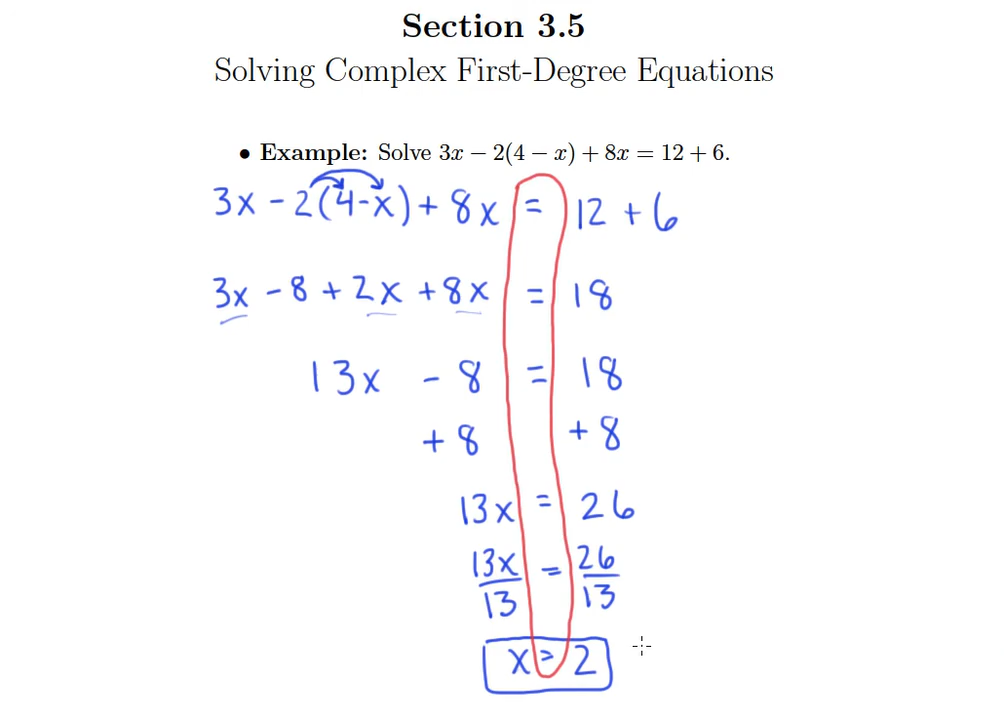 Section 3.5
Solving Complex First-Degree Equations
• Example: Solve 3x − 2(4 − x) + 8x = 12 + 6.
3x - 2(4-x) + 8x = 12 + 6
3x - 8 + 2x + 8x = 18
13x - 8 = 18
+ 8 + 8
13x = 26
13x/13 = 26/13
x = 2